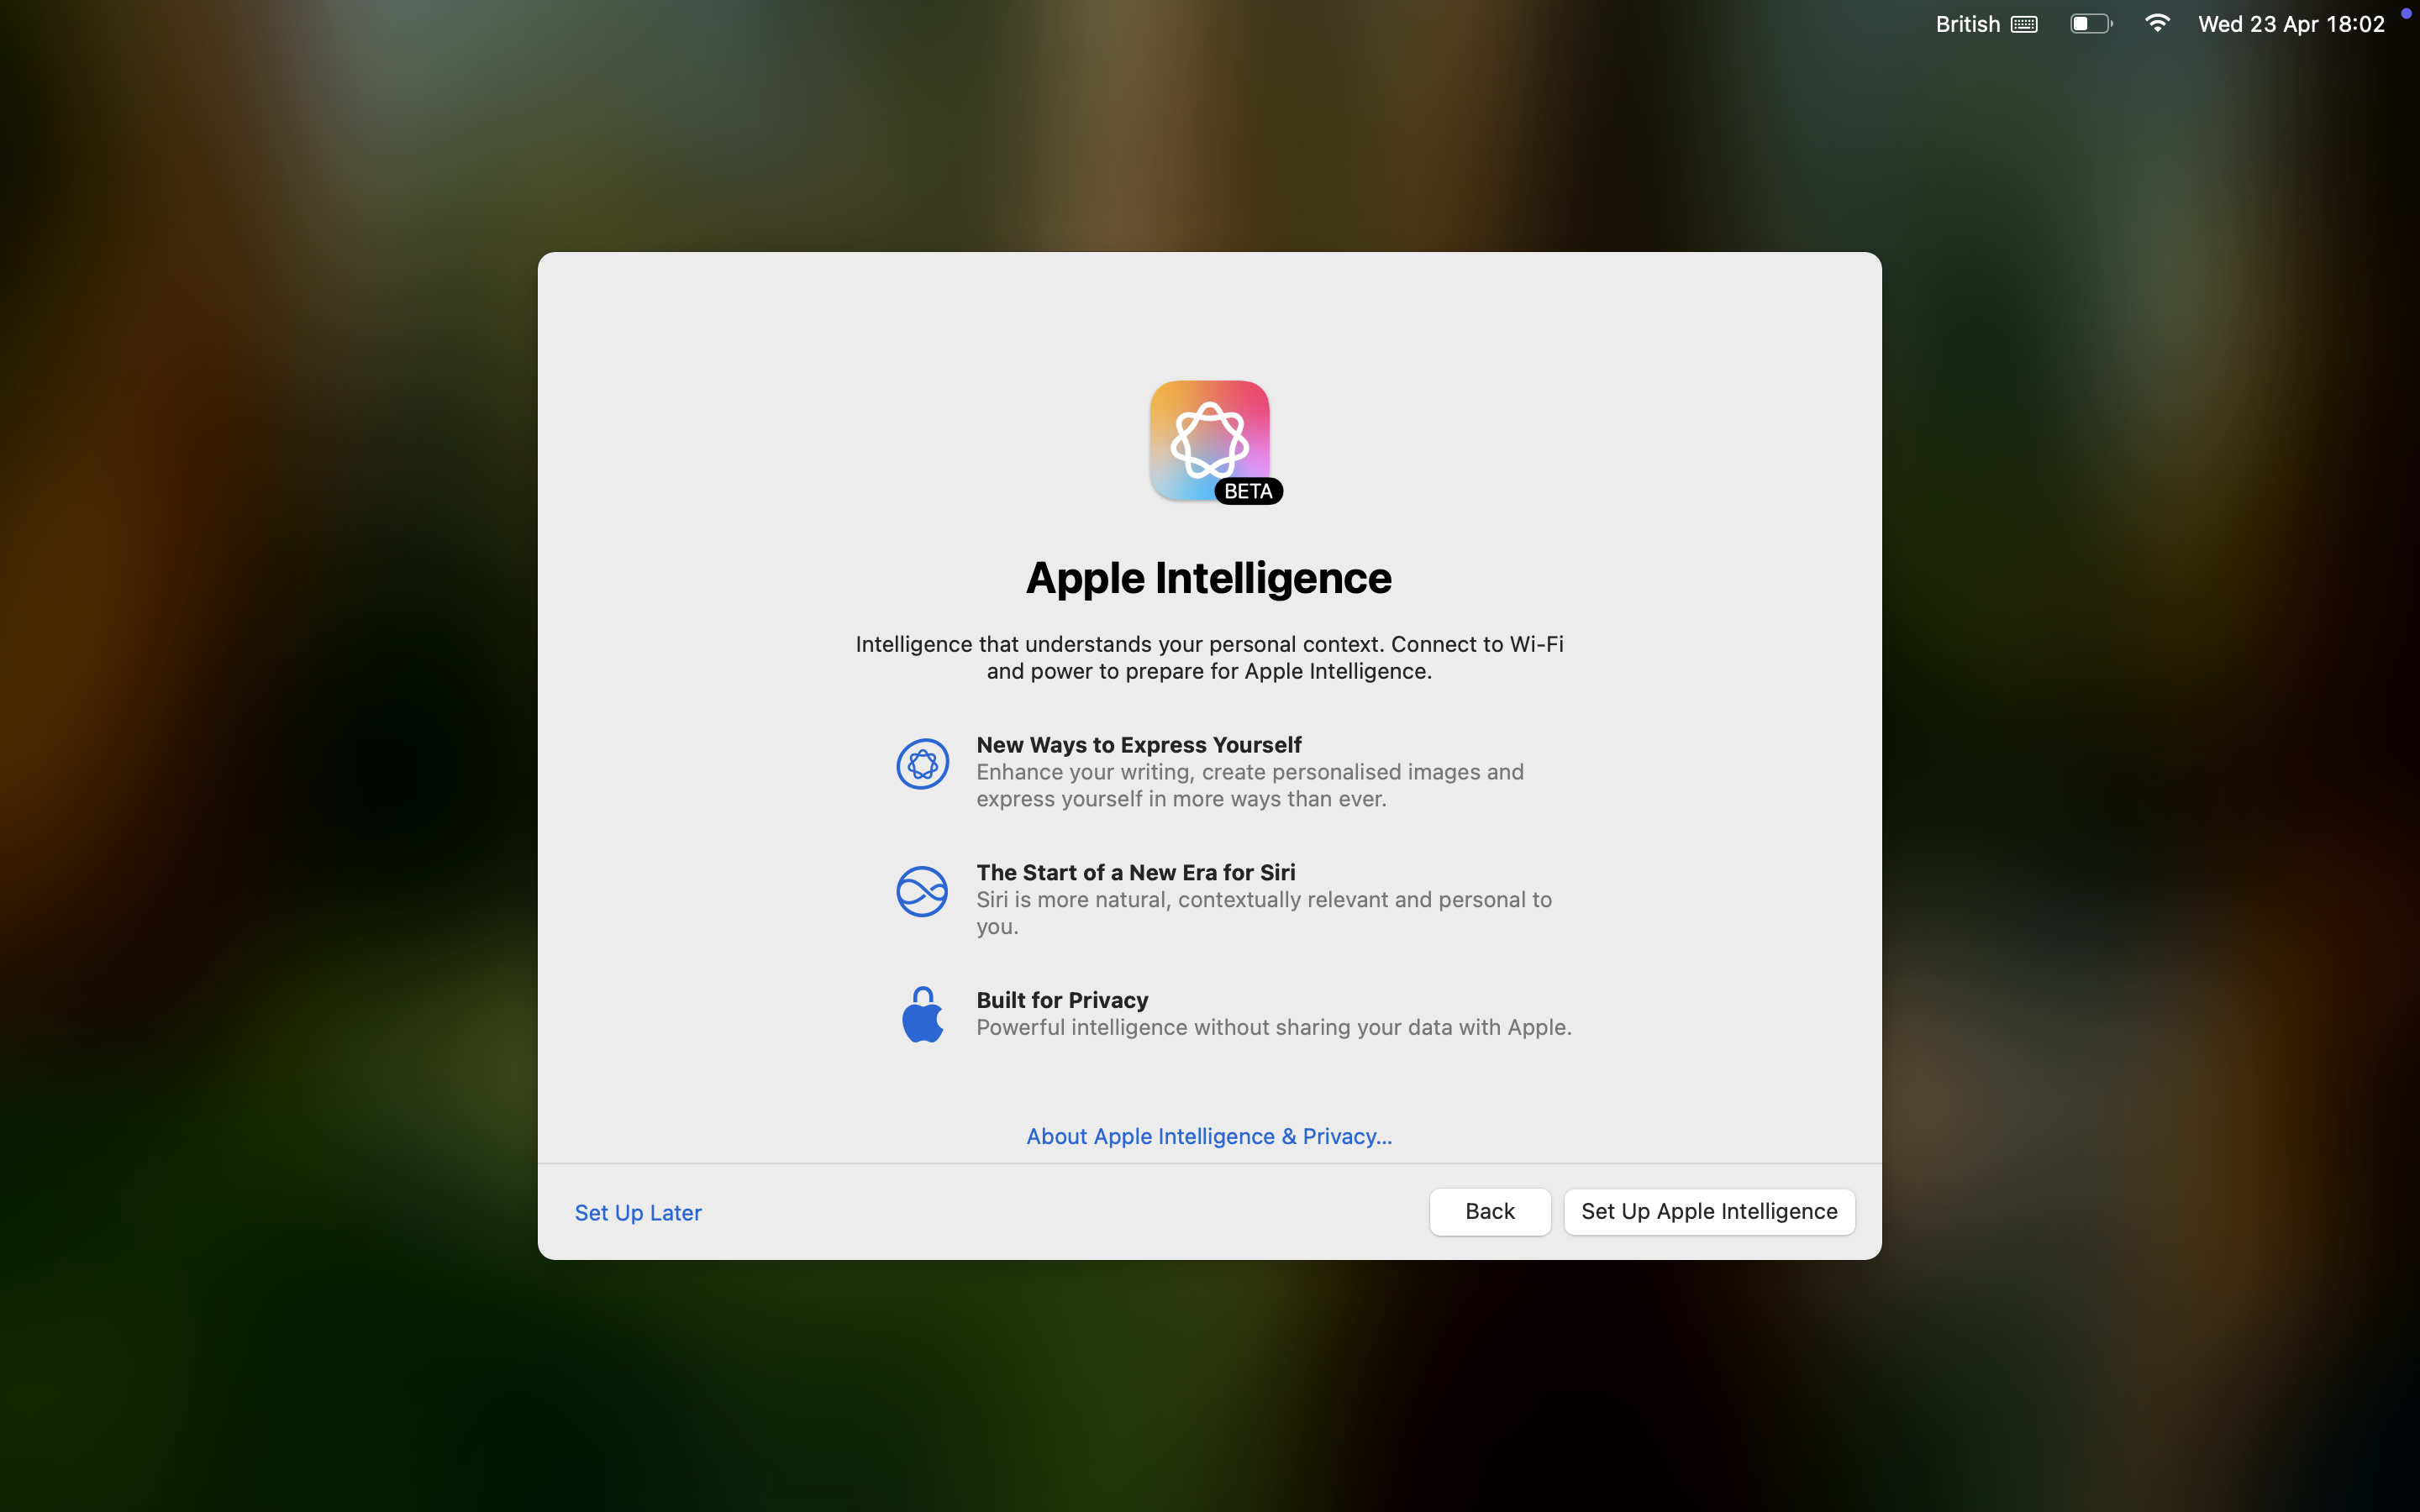 British
Wed 23 Apr 18:02
BETA
Apple Intelligence
Intelligence that understands your personal context. Connect to Wi-Fi
and power to prepare for Apple Intelligence.
New Ways to Express Yourself
Enhance your writing, create personalised images and
express yourself in more ways than ever.
The Start of a New Era for Siri
Siri is more natural, contextually relevant and personal to
you.
Built for Privacy
Powerful intelligence without sharing your data with Apple.
About Apple Intelligence & Privacy...
Set Up Later
Back
Set Up Apple Intelligence